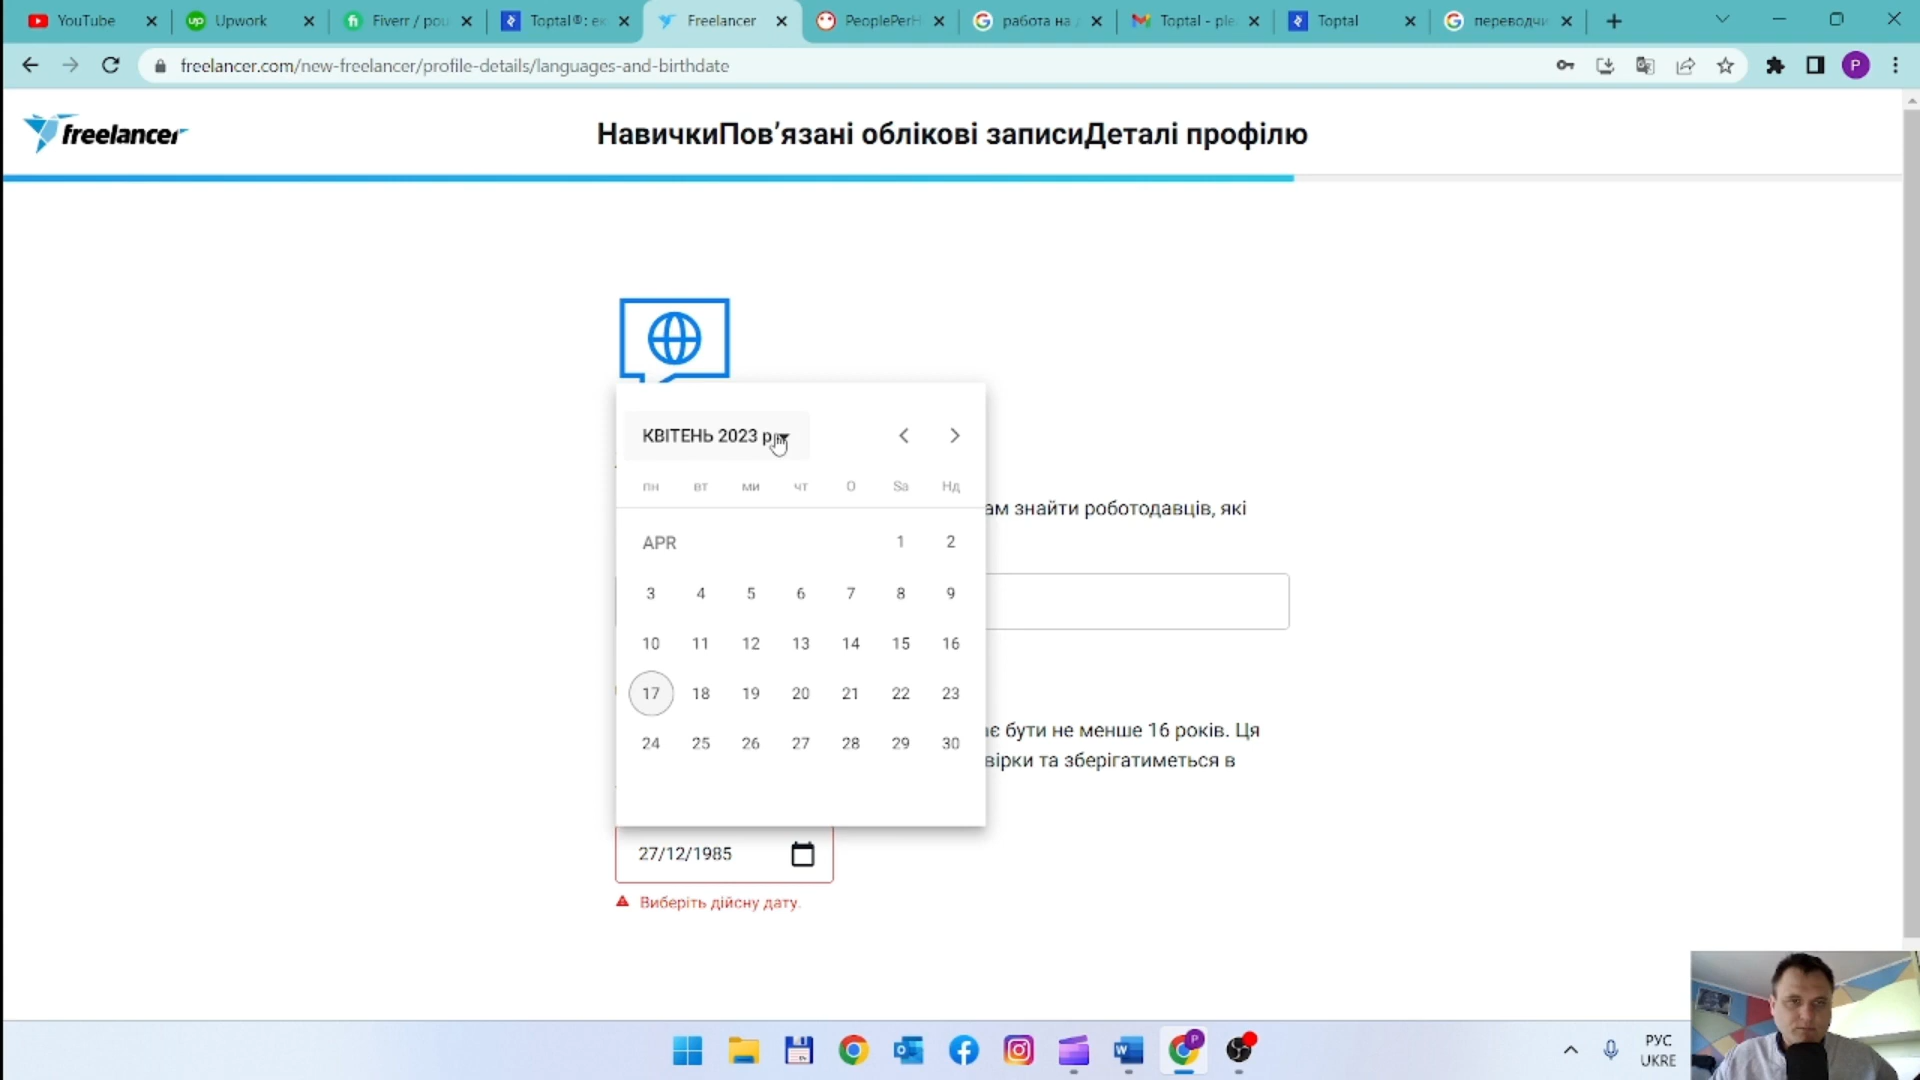 YouTube
Upwork
Fiverr / рош
Toptal®: ек
Freelancer
PeoplePerH
работа на
Toptal - ple
Toptal
переводчи
freelancer.com/new-freelancer/profile-details/languages-and-birthdate
P
freelancer
НавичкиПов’язані облікові записиДеталі профілю
КВІТЕНЬ 2023 р
пн вт ми чт О Sa Нд
APR 1 2
3 4 5 6 7 8 9
10 11 12 13 14 15 16
17 18 19 20 21 22 23
24 25 26 27 28 29 30
ам знайти роботодавців, які
є бути не менше 16 років. Ця
вірки та зберігатиметься в
27/12/1985
Виберіть дійсну дату.
РУС
UKRE